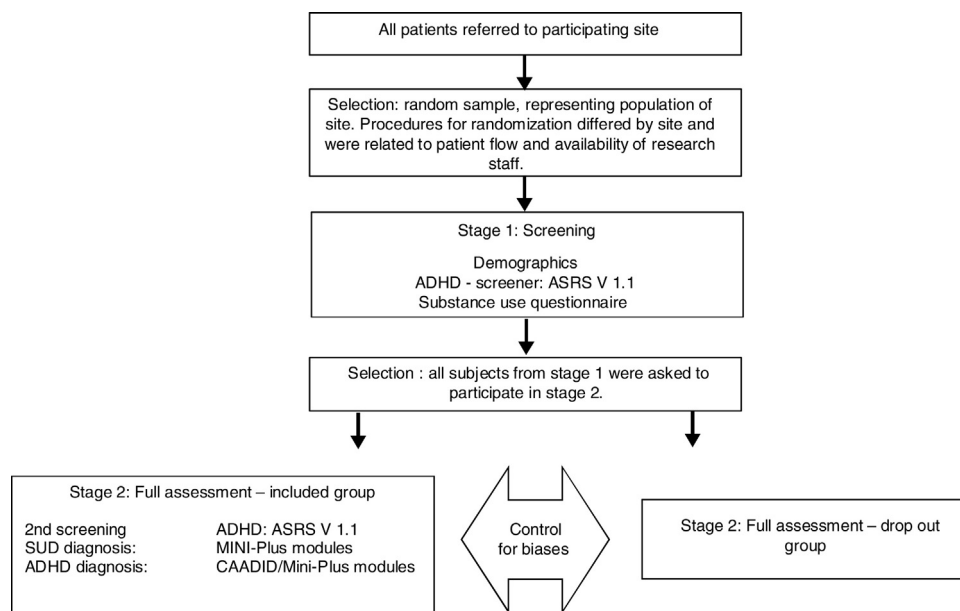 All patients referred to participating site
Selection: random sample, representing population of
site. Procedures for randomization differed by site and
were related to patient flow and availability of research
staff.
Stage 1: Screening
Demographics
ADHD - screener: ASRS V 1.1
Substance use questionnaire
Selection : all subjects from stage 1 were asked to
participate in stage 2.
Stage 2: Full assessment – included group
2nd screening ADHD: ASRS V 1.1
SUD diagnosis: MINI-Plus modules
ADHD diagnosis: CAADID/Mini-Plus modules
Control
for biases
Stage 2: Full assessment – drop out
group